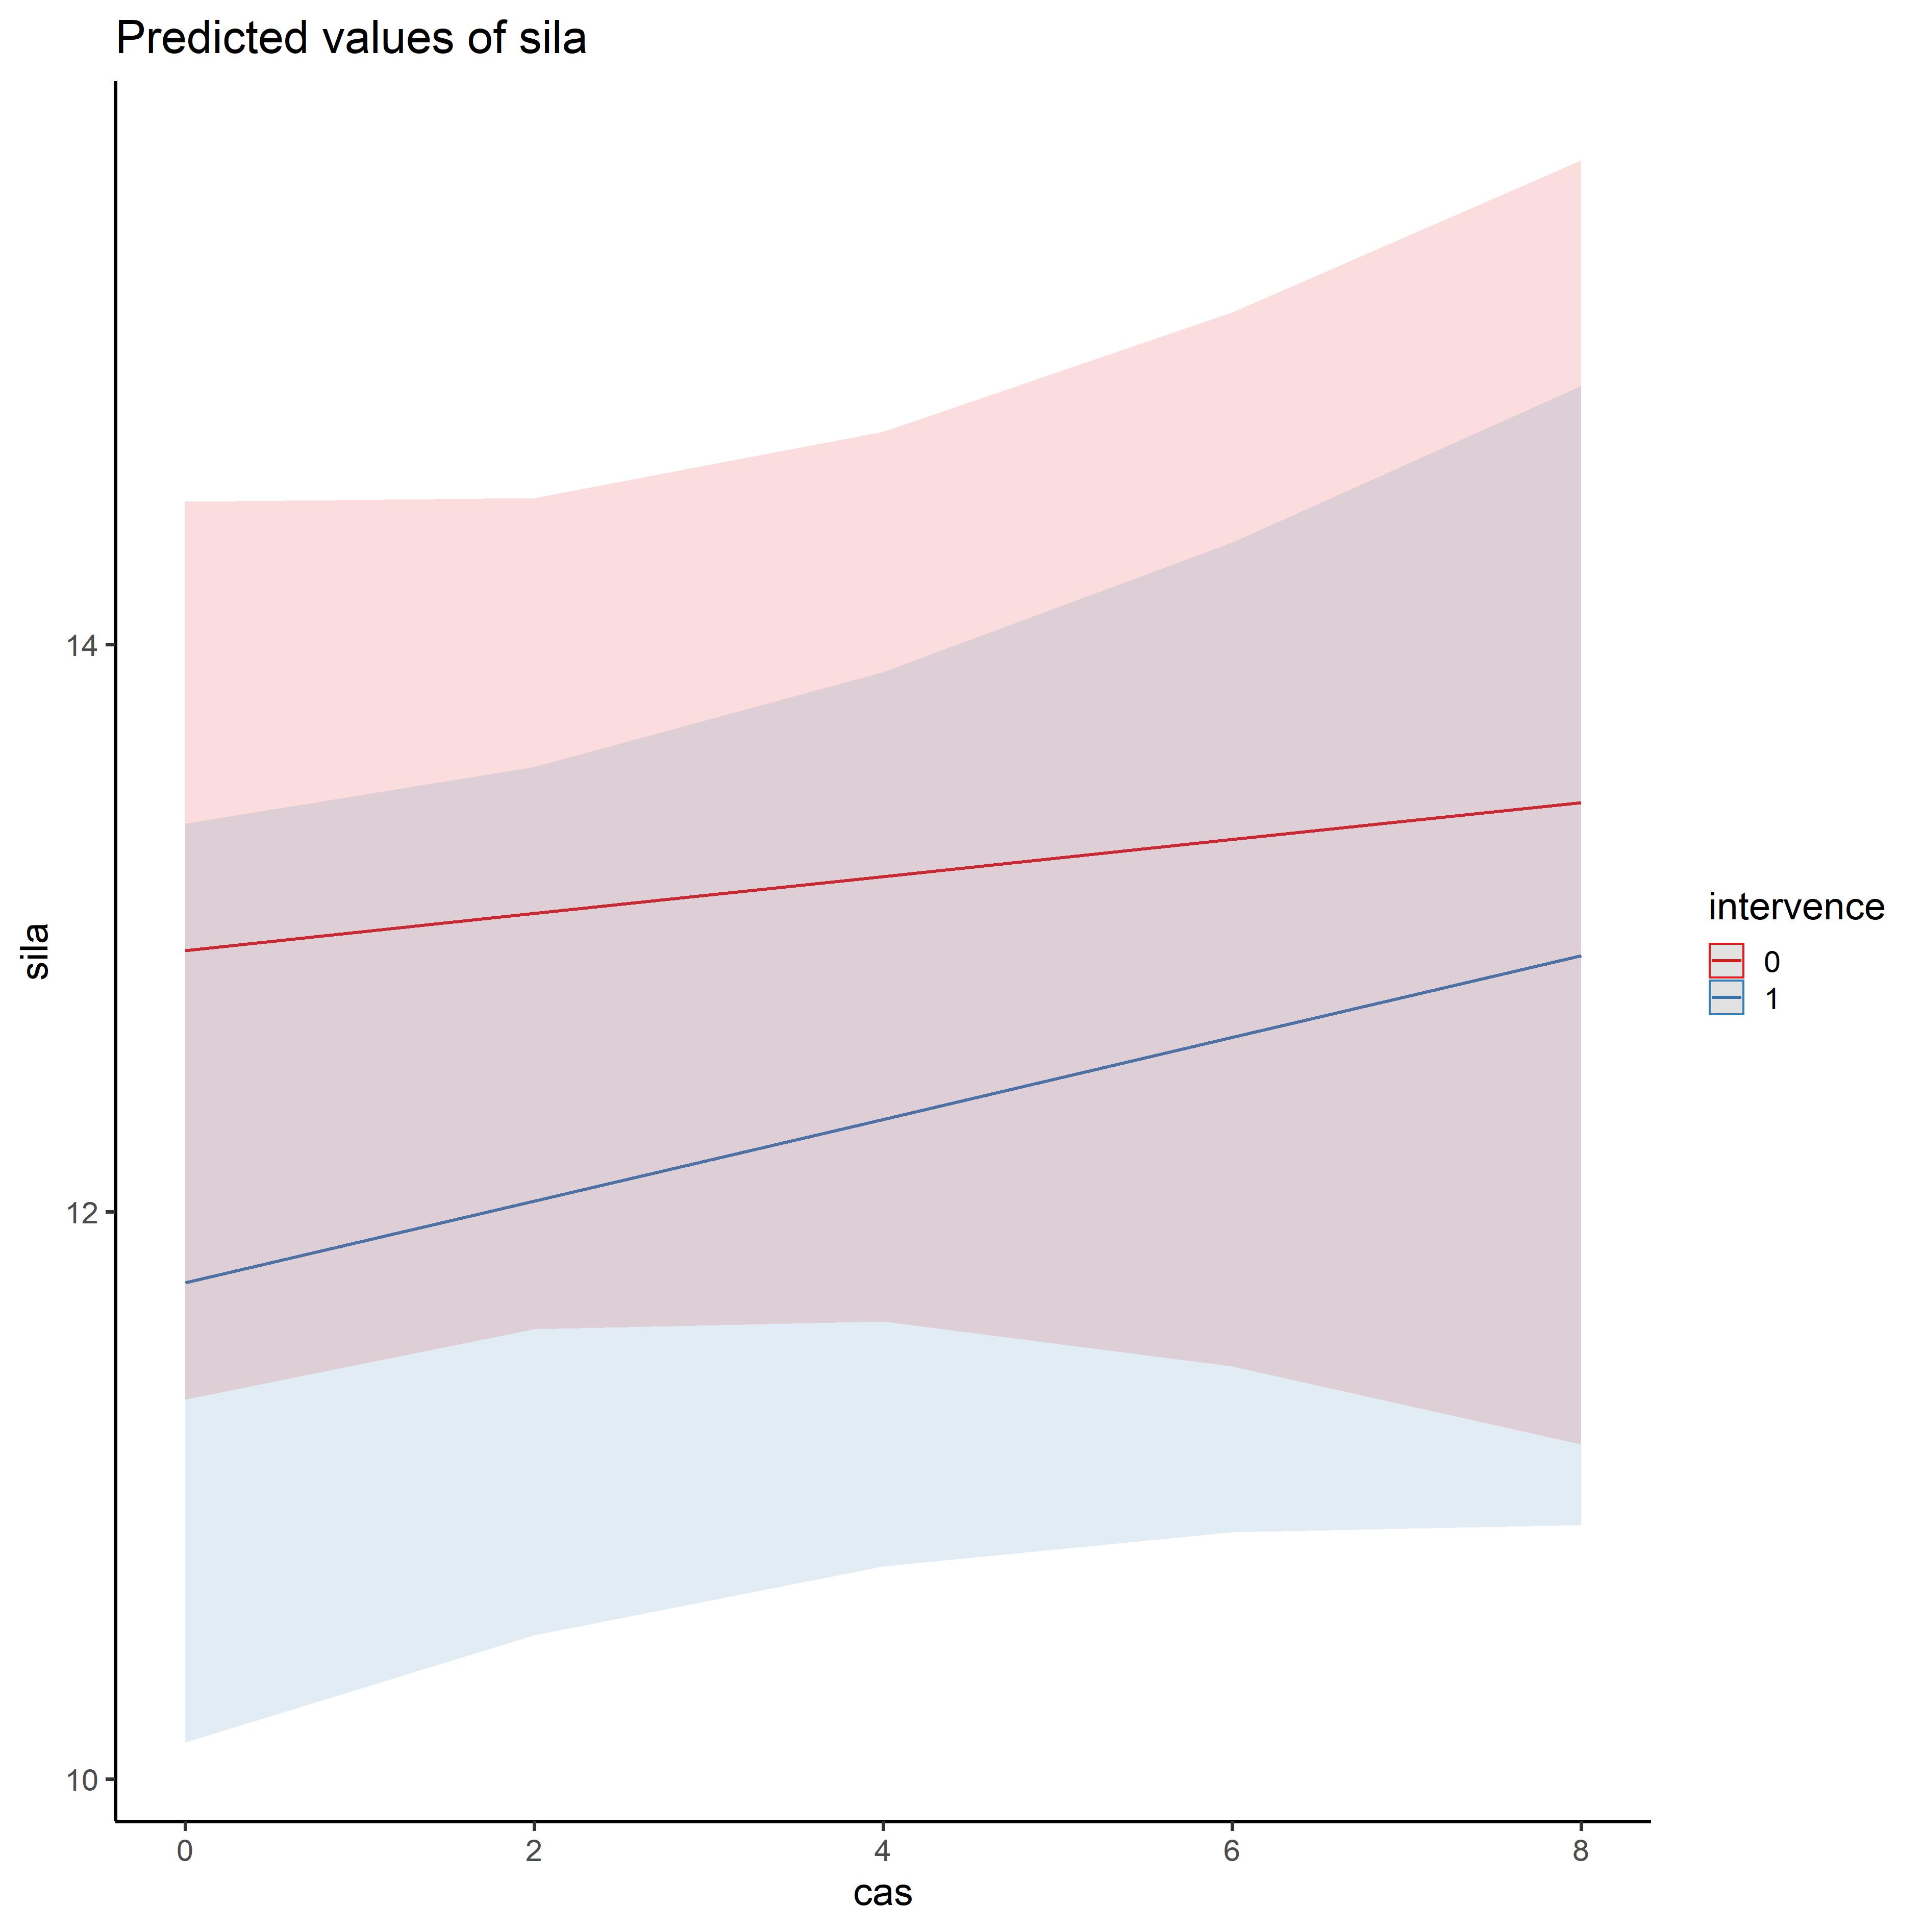 Predicted values of sila
sila
14
12
10
0 2 4 6 8
cas
intervence
0
1